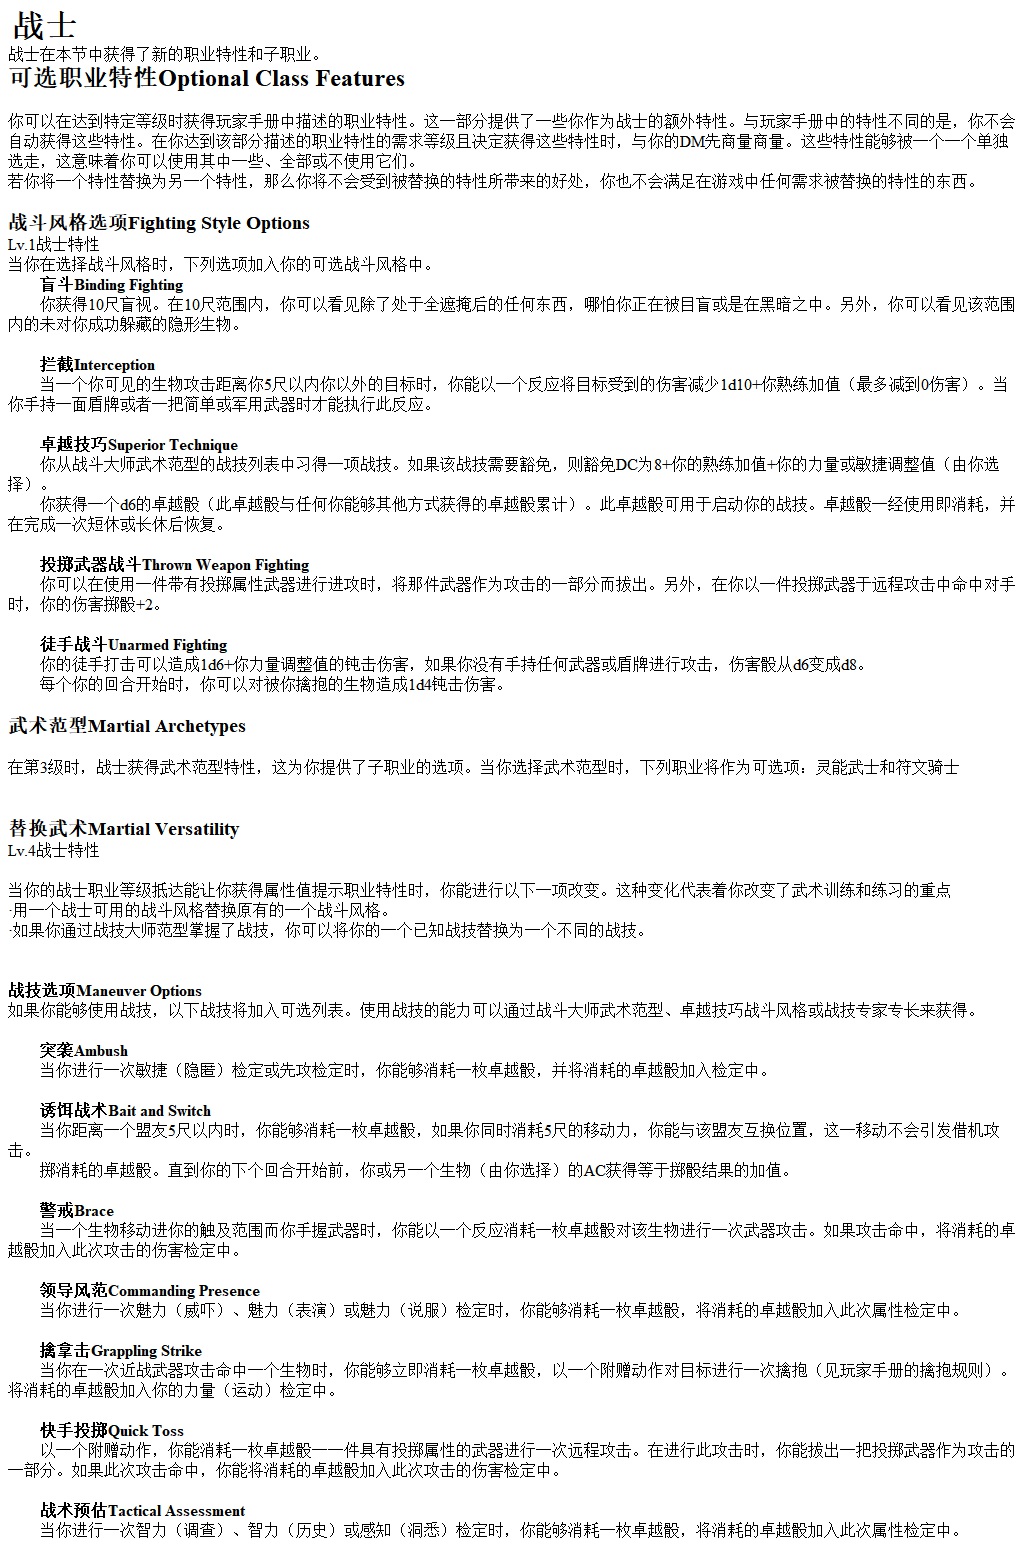 战士
战士在本节中获得了新的职业特性和子职业。
可选职业特性Optional Class Features
你可以在达到特定等级时获得玩家手册中描述的职业特性。这一部分提供了一些你作为战士的额外特性。与玩家手册中的特性不同的是，你不会
自动获得这些特性。在你达到该部分描述的职业特性的需求等级且决定获得这些特性时，与你的DM先商量商量。这些特性能够被一个一个单独
选走，这意味着你可以使用其中一些、全部或不使用它们。
若你将一个特性替换为另一个特性，那么你将不会受到被替换的特性所带来的好处，你也不会满足在游戏中任何需求被替换的特性的东西。
战斗风格选项Fighting Style Options
Lv.1战士特性
当你在选择战斗风格时，下列选项加入你的可选战斗风格中。
盲斗Binding Fighting
你获得10尺盲视。在10尺范围内，你可以看见除了处于全遮掩后的任何东西，哪怕你正在被目盲或是在黑暗之中。另外，你可以看见该范围
内的未对你成功躲藏的隐形生物。
拦截Interception
当一个你可见的生物攻击距离你5尺以内你以外的目标时，你能以一个反应将目标受到的伤害减少1d10+你熟练加值（最多减到0伤害）。当
你手持一面盾牌或者一把简单或军用武器时才能执行此反应。
卓越技巧Superior Technique
你从战斗大师武术范型的战技列表中习得一项战技。如果该战技需要豁免，则豁免DC为8+你的熟练加值+你的力量或敏捷调整值（由你选
择）。
你获得一个d6的卓越骰（此卓越骰与任何你能够其他方式获得的卓越骰累计）。此卓越骰可用于启动你的战技。卓越骰一经使用即消耗，并
在完成一次短休或长休后恢复。
投掷武器战斗Thrown Weapon Fighting
你可以在使用一件带有投掷属性武器进行进攻时，将那件武器作为攻击的一部分而拔出。另外，在你以一件投掷武器于远程攻击中命中对手
时，你的伤害掷骰+2。
徒手战斗Unarmed Fighting
你的徒手打击可以造成1d6+你力量调整值的钝击伤害，如果你没有手持任何武器或盾牌进行攻击，伤害骰从d6变成d8。
每个你的回合开始时，你可以对被你擒抱的生物造成1d4钝击伤害。
武术范型Martial Archetypes
在第3级时，战士获得武术范型特性，这为你提供了子职业的选项。当你选择武术范型时，下列职业将作为可选项：灵能武士和符文骑士
替换武术Martial Versatility
Lv.4战士特性
当你的战士职业等级抵达能让你获得属性值提示职业特性时，你能进行以下一项改变。这种变化代表着你改变了武术训练和练习的重点
·用一个战士可用的战斗风格替换原有的一个战斗风格。
·如果你通过战技大师范型掌握了战技，你可以将你的一个已知战技替换为一个不同的战技。
战技选项Maneuver Options
如果你能够使用战技，以下战技将加入可选列表。使用战技的能力可以通过战斗大师武术范型、卓越技巧战斗风格或战技专家专长来获得。
突袭Ambush
当你进行一次敏捷（隐匿）检定或先攻检定时，你能够消耗一枚卓越骰，并将消耗的卓越骰加入检定中。
诱饵战术Bait and Switch
当你距离一个盟友5尺以内时，你能够消耗一枚卓越骰，如果你同时消耗5尺的移动力，你能与该盟友互换位置，这一移动不会引发借机攻
击。
掷消耗的卓越骰。直到你的下个回合开始前，你或另一个生物（由你选择）的AC获得等于掷骰结果的加值。
警戒Brace
当一个生物移动进你的触及范围而你手握武器时，你能以一个反应消耗一枚卓越骰对该生物进行一次武器攻击。如果攻击命中，将消耗的卓
越骰加入此次攻击的伤害检定中。
领导风范Commanding Presence
当你进行一次魅力（威吓）、魅力（表演）或魅力（说服）检定时，你能够消耗一枚卓越骰，将消耗的卓越骰加入此次属性检定中。
擒拿击Grappling Strike
当你在一次近战武器攻击命中一个生物时，你能够立即消耗一枚卓越骰，以一个附赠动作对目标进行一次擒抱（见玩家手册的擒抱规则）。
将消耗的卓越骰加入你的力量（运动）检定中。
快手投掷Quick Toss
以一个附赠动作，你能消耗一枚卓越骰一一件具有投掷属性的武器进行一次远程攻击。在进行此攻击时，你能拔出一把投掷武器作为攻击的
一部分。如果此次攻击命中，你能将消耗的卓越骰加入此次攻击的伤害检定中。
战术预估Tactical Assessment
当你进行一次智力（调查）、智力（历史）或感知（洞悉）检定时，你能够消耗一枚卓越骰，将消耗的卓越骰加入此次属性检定中。